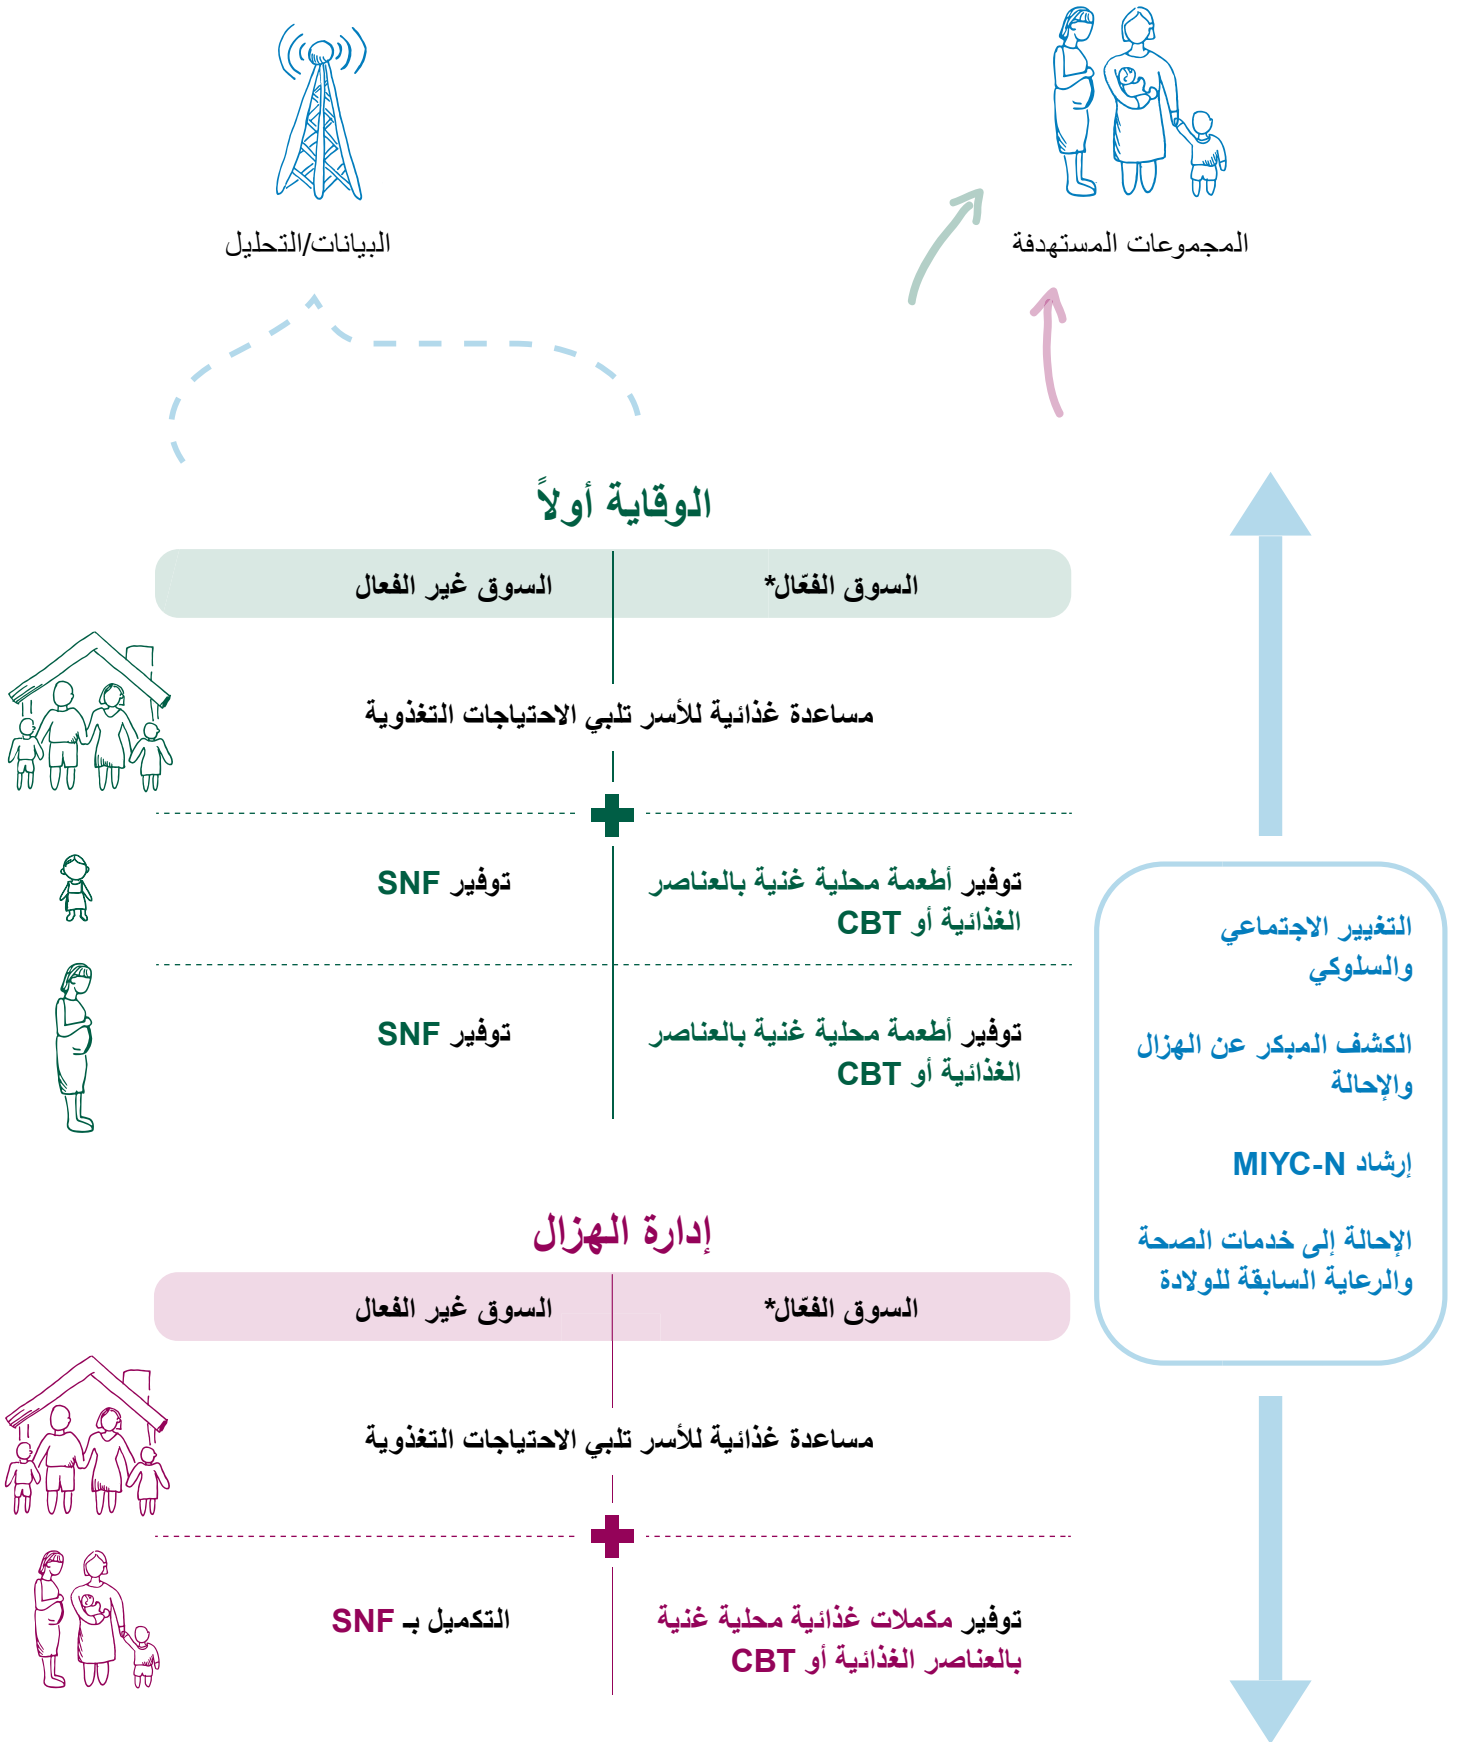 المجموعات المستهدفة
البيانات/التحليل
الوقاية أولاً
السوق الفعّال*
السوق غير الفعال
مساعدة غذائية للأسر تلبي الاحتياجات التغذوية
توفير أطعمة محلية غنية بالعناصر
الغذائية أو CBT
توفير SNF
توفير أطعمة محلية غنية بالعناصر
الغذائية أو CBT
توفير SNF
التغيير الاجتماعي
والسلوكي
الكشف المبكر عن الهزال
والإحالة
إرشاد MIYC-N
الإحالة إلى خدمات الصحة
والرعاية السابقة للولادة
إدارة الهزال
السوق الفعّال*
السوق غير الفعال
مساعدة غذائية للأسر تلبي الاحتياجات التغذوية
توفير مكملات غذائية محلية غنية
بالعناصر الغذائية أو CBT
التكميل بـ SNF